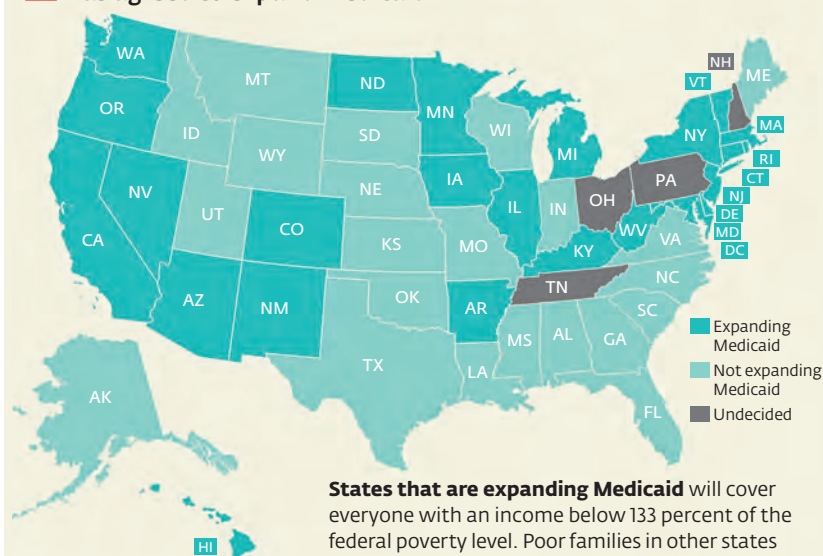 WA
MT
ND
MN
NH
ME
VT
OR
ID
SD
WI
NY
MA
WY
MI
RI
CT
NV
NE
IA
PA
NJ
OH
IL
IN
DE
UT
CO
WV
MD
CA
KS
MO
KY
VA
DC
AZ
NM
OK
AR
TN
NC
SC
MS
AL
GA
TX
LA
FL
AK
HI
Expanding
Medicaid
Not expanding
Medicaid
Undecided
States that are expanding Medicaid will cover
everyone with an income below 133 percent of the
federal poverty level. Poor families in other states